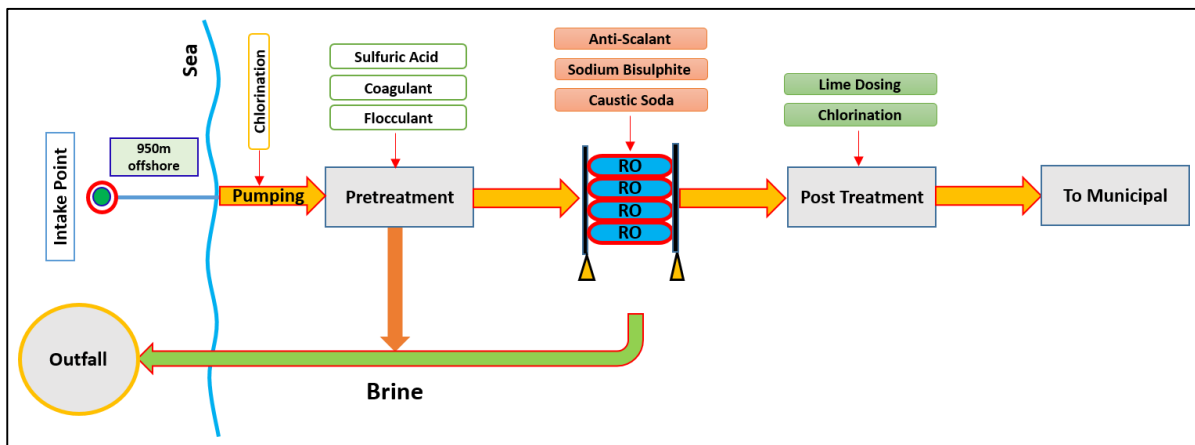 Sea
Chlorination
Sulfuric Acid
Coagulant
Flocculant
Anti-Scalant
Sodium Bisulphite
Caustic Soda
Lime Dosing
Chlorination
Intake Point
950m
offshore
Pumping
Pretreatment
RO
RO
RO
RO
Post Treatment
To Municipal
Outfall
Brine